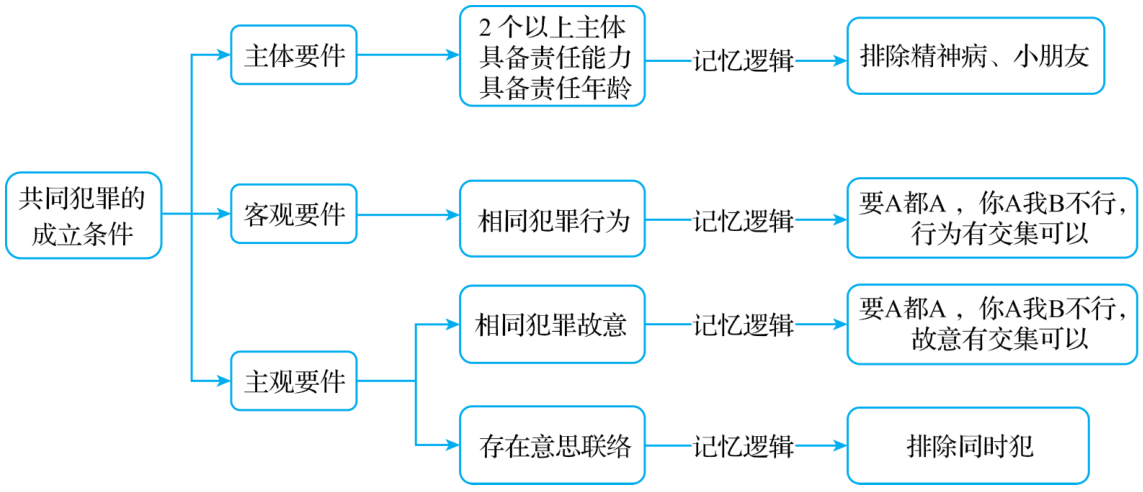 共同犯罪的
成立条件
主体要件
2 个以上主体
具备责任能力
具备责任年龄
记忆逻辑
排除精神病、小朋友
客观要件
相同犯罪行为
记忆逻辑
要A都A ，你A我B不行，
行为有交集可以
主观要件
相同犯罪故意
记忆逻辑
要A都A ，你A我B不行，
故意有交集可以
存在意思联络
记忆逻辑
排除同时犯